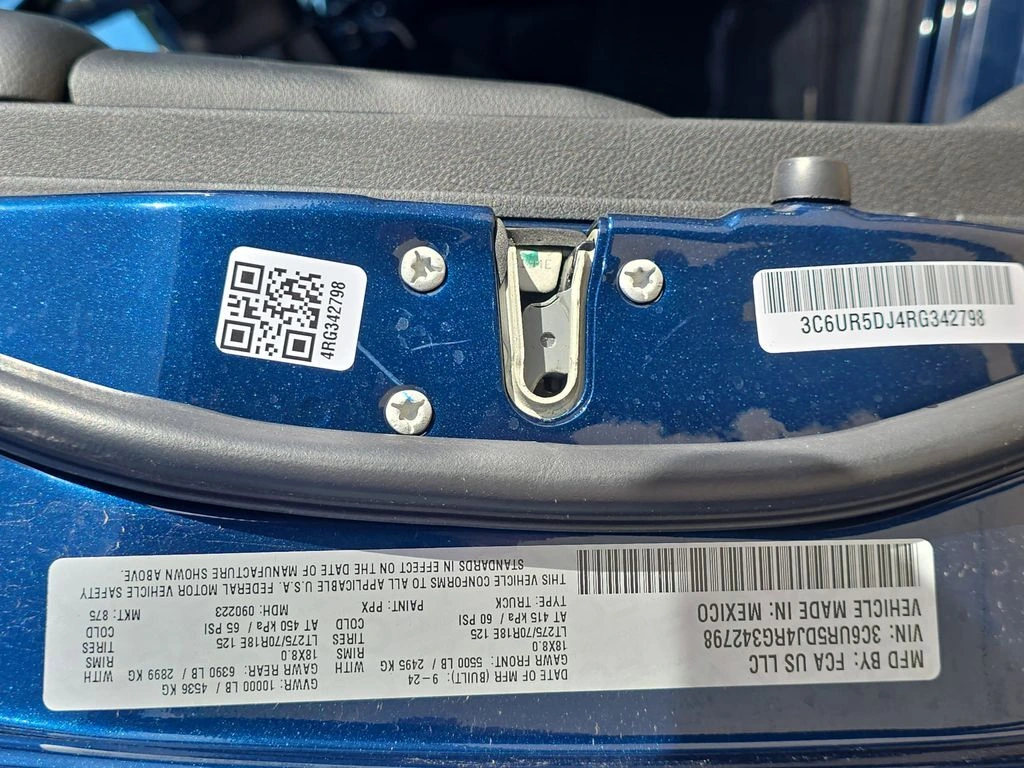 4RG342798
3C6UR5DJ4RG342798
MFD BY: FCA US LLC
VIN: 3C6UR5DJ4RG342798
VEHICLE MADE IN: MEXICO
DATE OF MFR (BUILT): 9-24
GAWR FRONT: 5500 LB / 2495 KG
18X8.0 RIMS WITH
LT275/70R18E 125 TIRES
AT 415 kPa / 60 PSI COLD
TYPE: TRUCK PAINT: PPX
GVWR: 10000 LB / 4536 KG
GAWR REAR: 6390 LB / 2899 KG
18X8.0 RIMS WITH
LT275/70R18E 125 TIRES
AT 450 kPa / 65 PSI COLD
MDH: 090223 MKT: 875
THIS VEHICLE CONFORMS TO ALL APPLICABLE U.S.A. FEDERAL MOTOR VEHICLE SAFETY
STANDARDS IN EFFECT ON THE DATE OF MANUFACTURE SHOWN ABOVE.